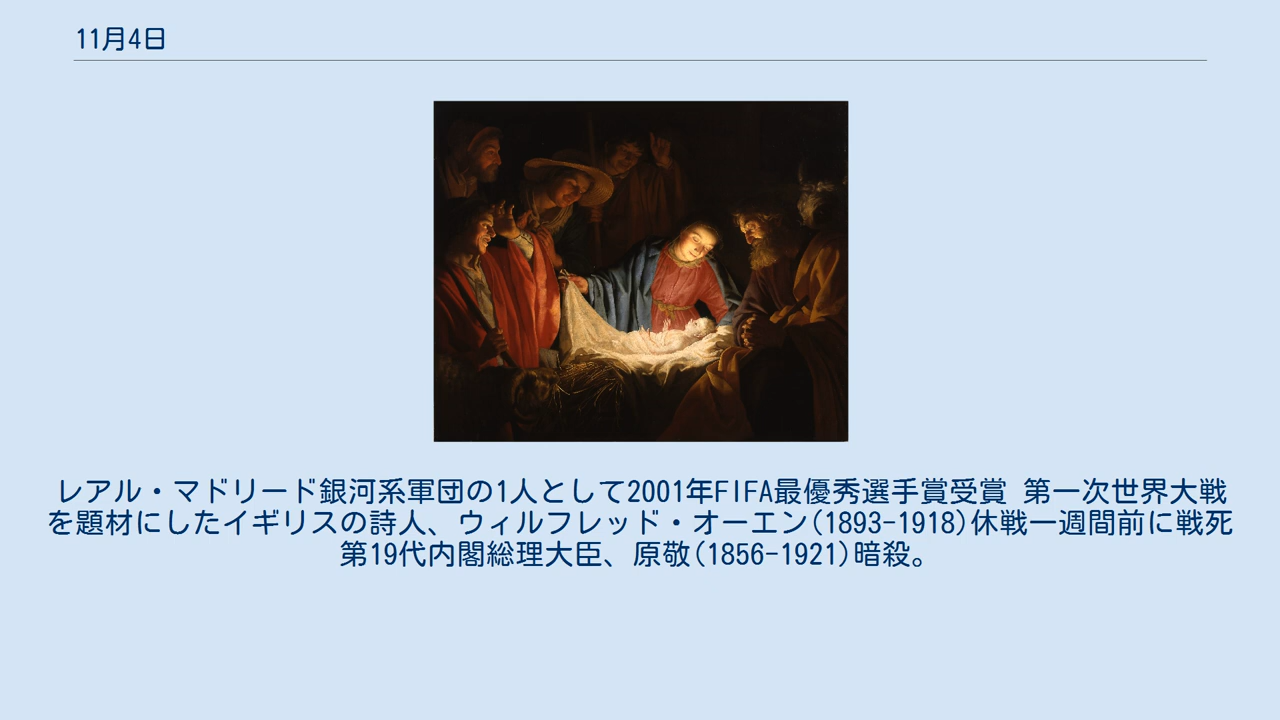 11月4日
レアル・マドリード銀河系軍団の1人として2001年FIFA最優秀選手賞受賞 第一次世界大戦
を題材にしたイギリスの詩人、ウィルフレッド・オーエン(1893-1918)休戦一週間前に戦死
第19代内閣総理大臣、原敬(1856-1921)暗殺。